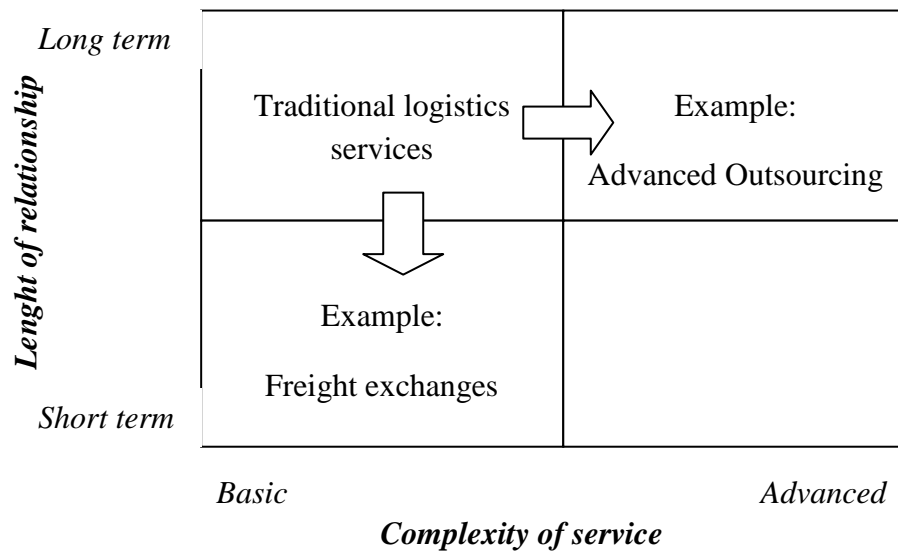 Long term
Traditional logistics
services
Example:
Advanced Outsourcing
Lenght of relationship
Example:
Freight exchanges
Short term
Basic
Advanced
Complexity of service